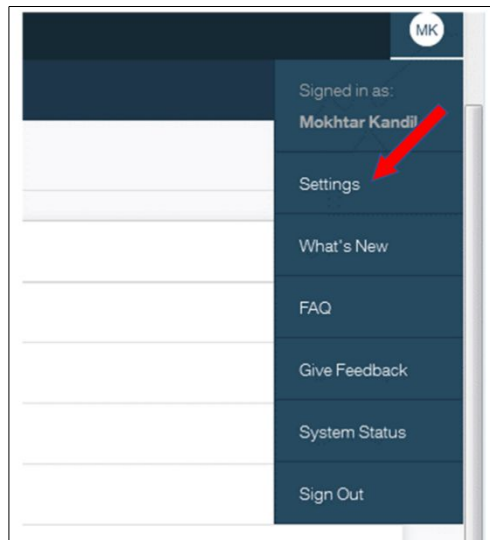 MK
Signed in as:
Mokhtar Kandil
Settings
What's New
FAQ
Give Feedback
System Status
Sign Out